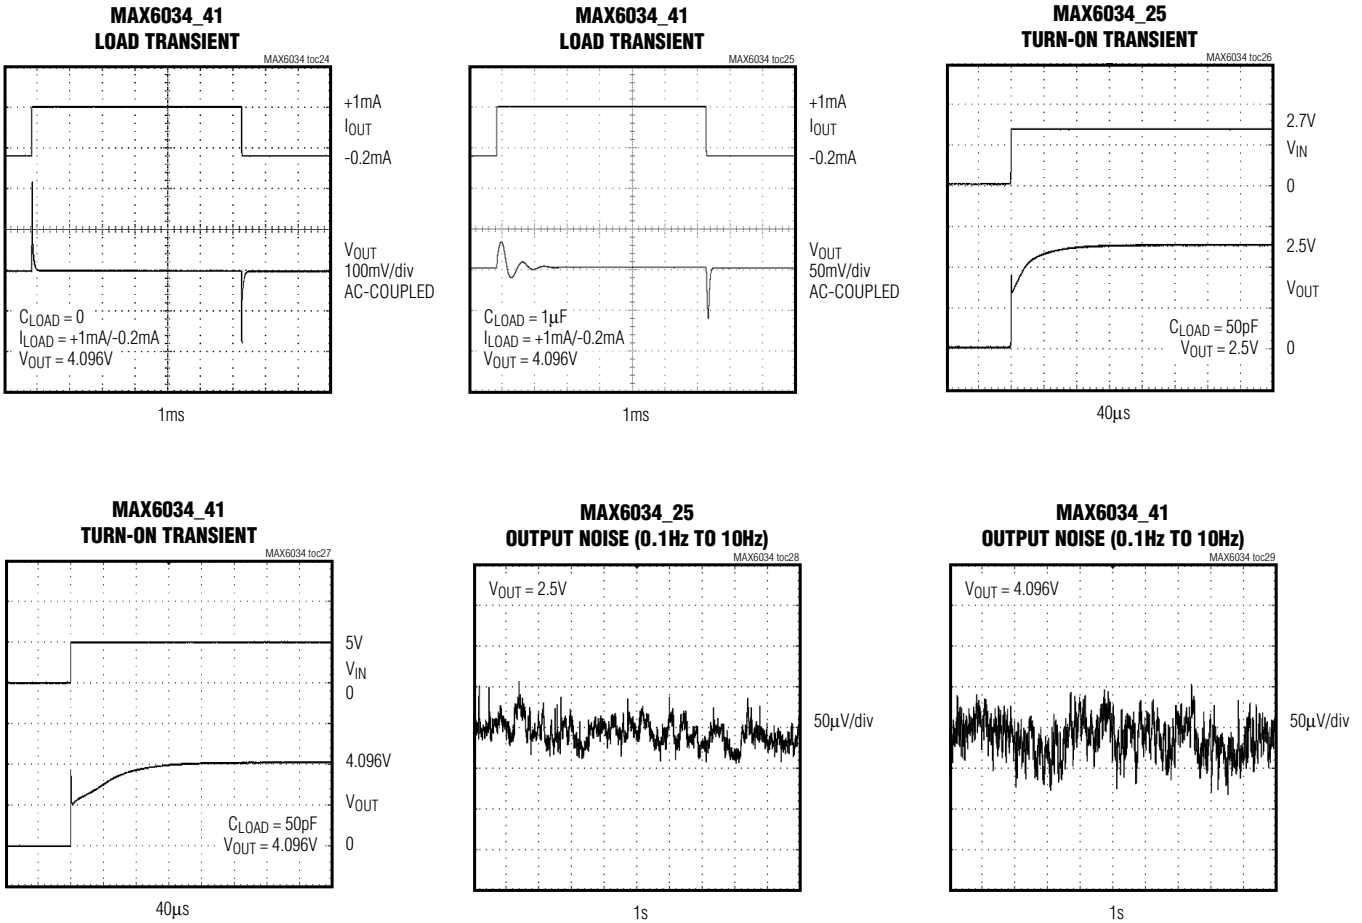 MAX6034_41
LOAD TRANSIENT
MAX6034 toc24
+1mA
IOUT
-0.2mA
VOUT
100mV/div
AC-COUPLED
CLOAD = 0
ILOAD = +1mA/-0.2mA
VOUT = 4.096V
1ms
MAX6034_41
LOAD TRANSIENT
MAX6034 toc25
+1mA
IOUT
-0.2mA
VOUT
50mV/div
AC-COUPLED
CLOAD = 1μF
ILOAD = +1mA/-0.2mA
VOUT = 4.096V
1ms
MAX6034_25
TURN-ON TRANSIENT
MAX6034 toc26
2.7V
VIN
0
2.5V
VOUT
CLOAD = 50pF
VOUT = 2.5V
0
40μs
MAX6034_41
TURN-ON TRANSIENT
MAX6034 toc27
5V
VIN
0
4.096V
VOUT
CLOAD = 50pF
VOUT = 4.096V
0
40μs
MAX6034_25
OUTPUT NOISE (0.1Hz TO 10Hz)
MAX6034 toc28
VOUT = 2.5V
50μV/div
1s
MAX6034_41
OUTPUT NOISE (0.1Hz TO 10Hz)
MAX6034 toc29
VOUT = 4.096V
50μV/div
1s